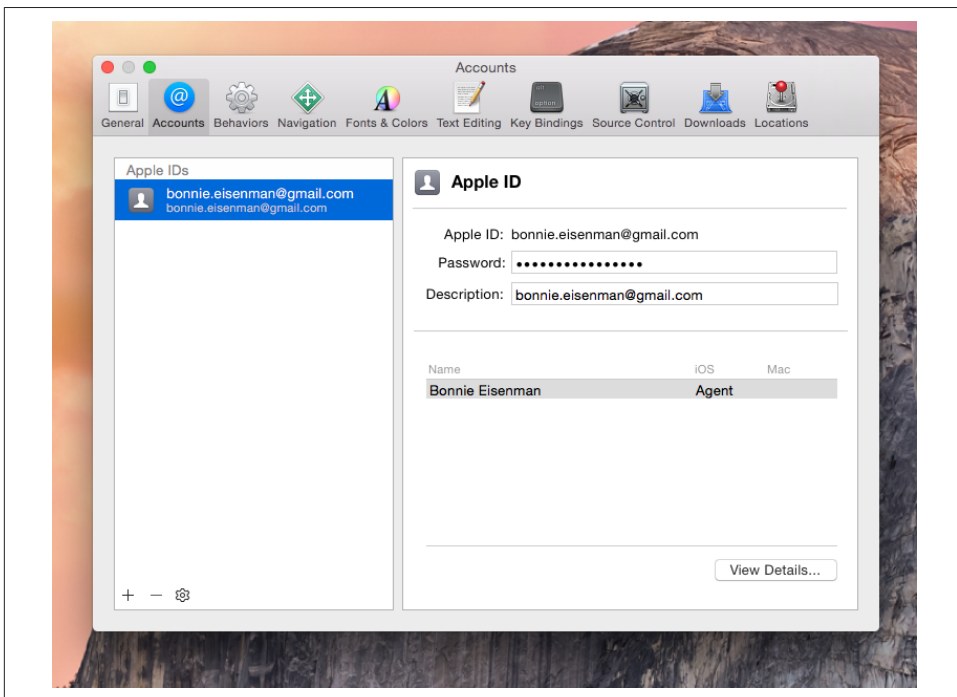 Accounts
General Accounts Behaviors Navigation Fonts & Colors Text Editing Key Bindings Source Control Downloads Locations
alt
option
@
Apple IDs
bonnie.eisenman@gmail.com
bonnie.eisenman@gmail.com
Apple ID
Apple ID: bonnie.eisenman@gmail.com
Password: ••••••••••••••••
Description: bonnie.eisenman@gmail.com
Name iOS Mac
Bonnie Eisenman Agent
View Details...